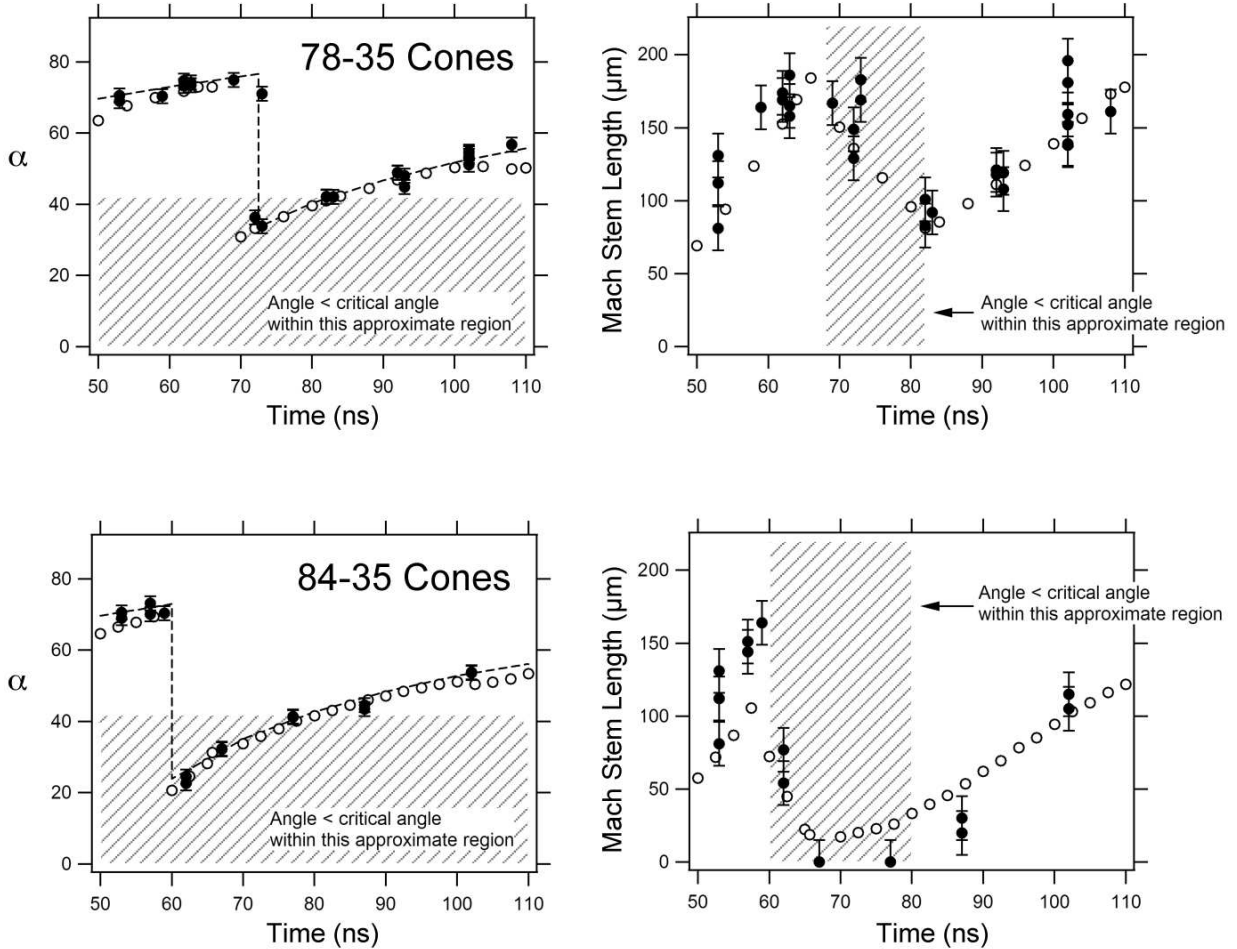 78-35 Cones
α
80
60
40
20
0
Angle < critical angle
within this approximate region
50 60 70 80 90 100 110
Time (ns)
Mach Stem Length (µm)
200
150
100
50
0
Angle < critical angle
within this approximate region
50 60 70 80 90 100 110
Time (ns)
84-35 Cones
α
80
60
40
20
0
Angle < critical angle
within this approximate region
50 60 70 80 90 100 110
Time (ns)
Mach Stem Length (µm)
200
150
100
50
0
Angle < critical angle
within this approximate region
50 60 70 80 90 100 110
Time (ns)